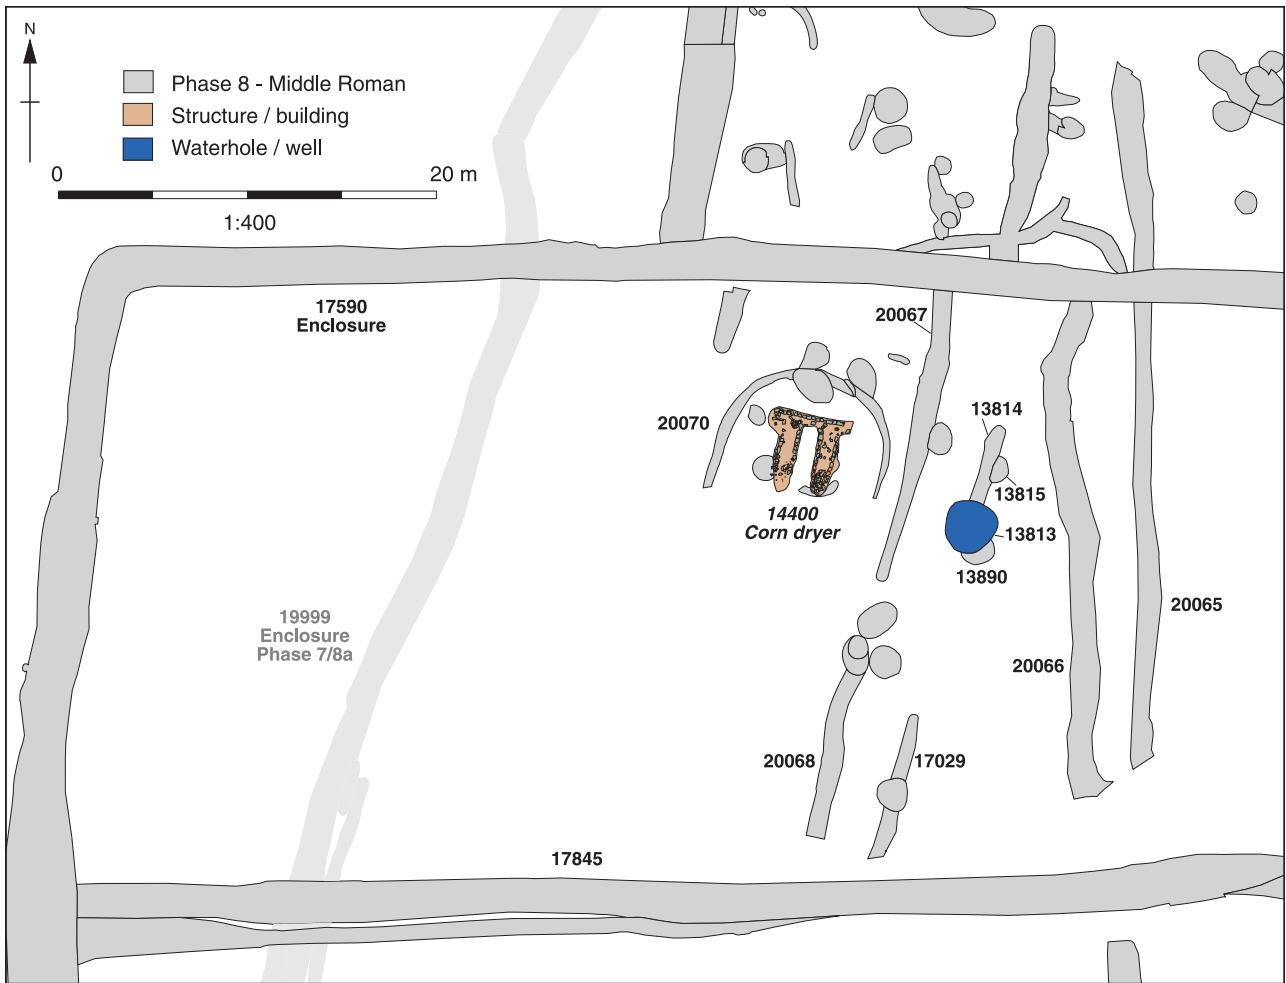 N
Phase 8 - Middle Roman
Structure / building
Waterhole / well
0
20 m
1:400
17590
Enclosure
20067
20070
13814
13815
14400
Corn dryer
13813
13890
19999
Enclosure
Phase 7/8a
20065
20066
20068
17029
17845